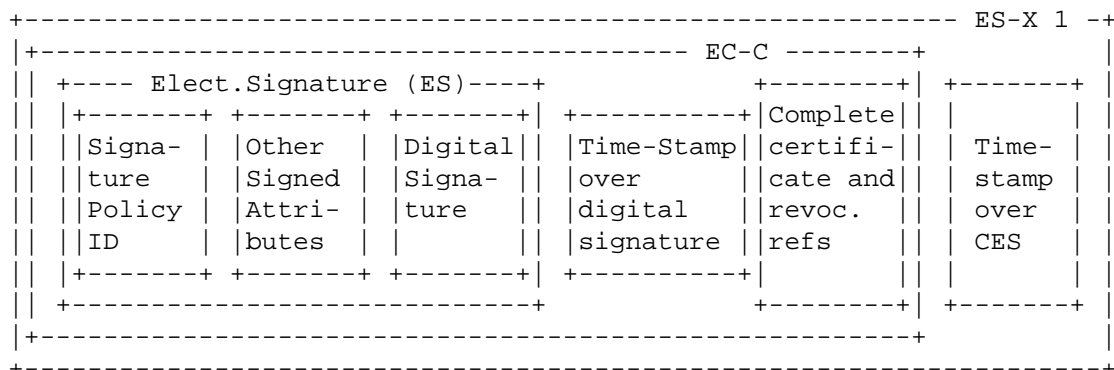 ES-X 1
EC-C
Elect.Signature (ES)
Complete
Signa- Other Digital Time-Stamp certifi- Time-
ture Signed Signa- over cate and stamp
Policy Attri- ture digital revoc. over
ID butes signature refs CES